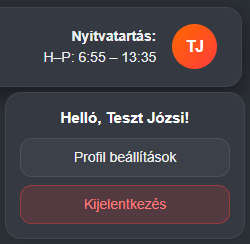 Nyitvatartás:
H–P: 6:55 – 13:35
TJ
Helló, Teszt Józsi!
Profil beállítások
Kijelentkezés